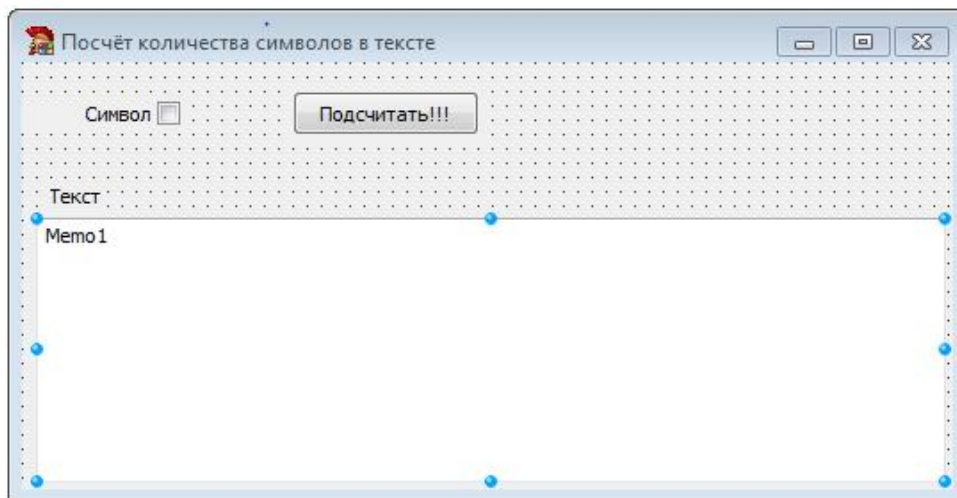 Посчёт количества символов в тексте
Символ
Подсчитать!!!
Текст
Memo1